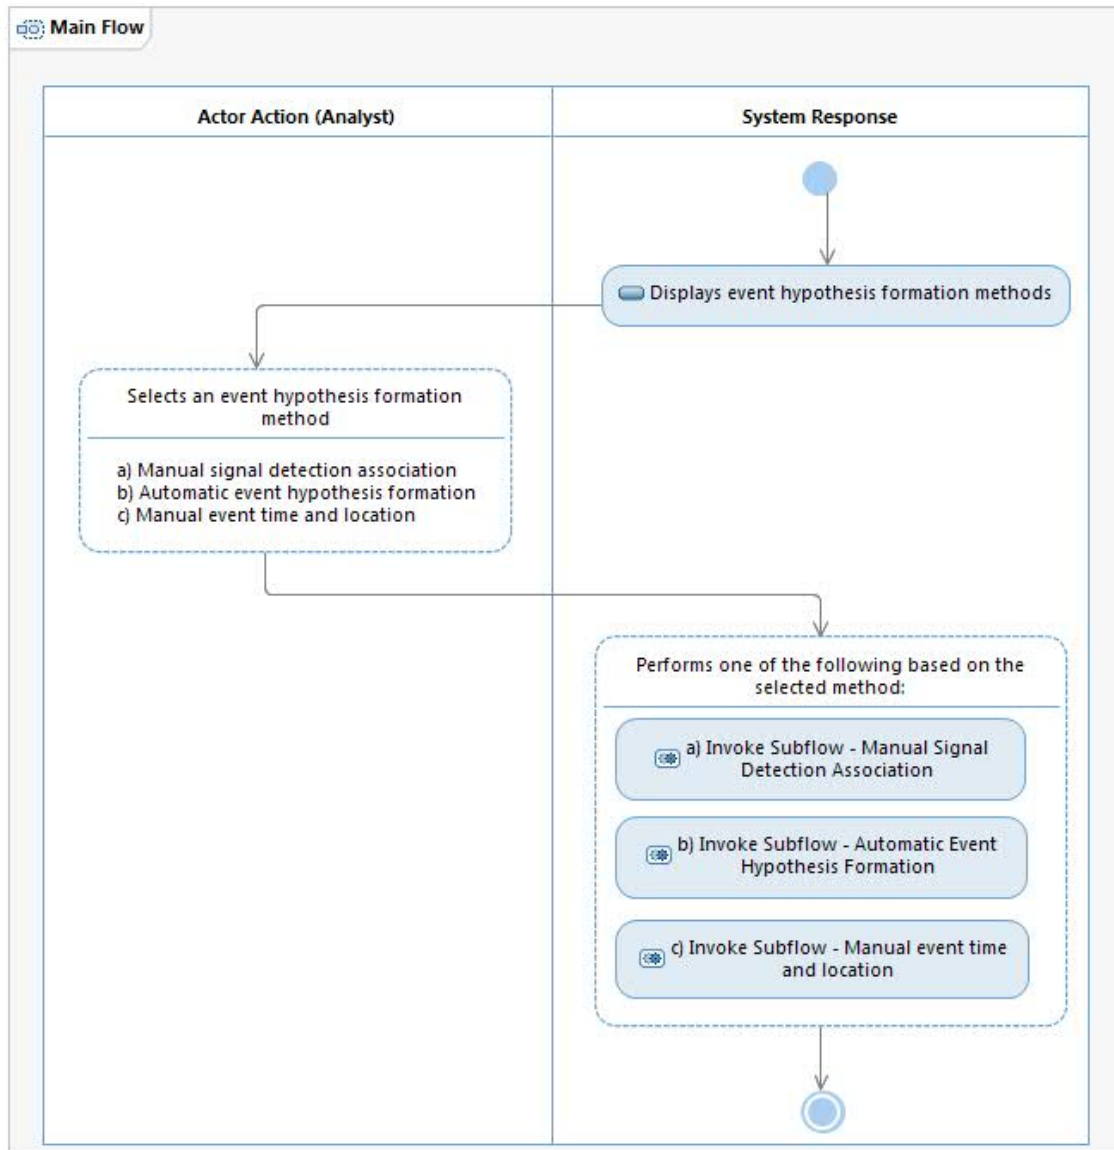 Main Flow
Actor Action (Analyst)
System Response
Displays event hypothesis formation methods
Selects an event hypothesis formation
method
a) Manual signal detection association
b) Automatic event hypothesis formation
c) Manual event time and location
Performs one of the following based on the
selected method:
a) Invoke Subflow - Manual Signal
Detection Association
b) Invoke Subflow - Automatic Event
Hypothesis Formation
c) Invoke Subflow - Manual event time
and location